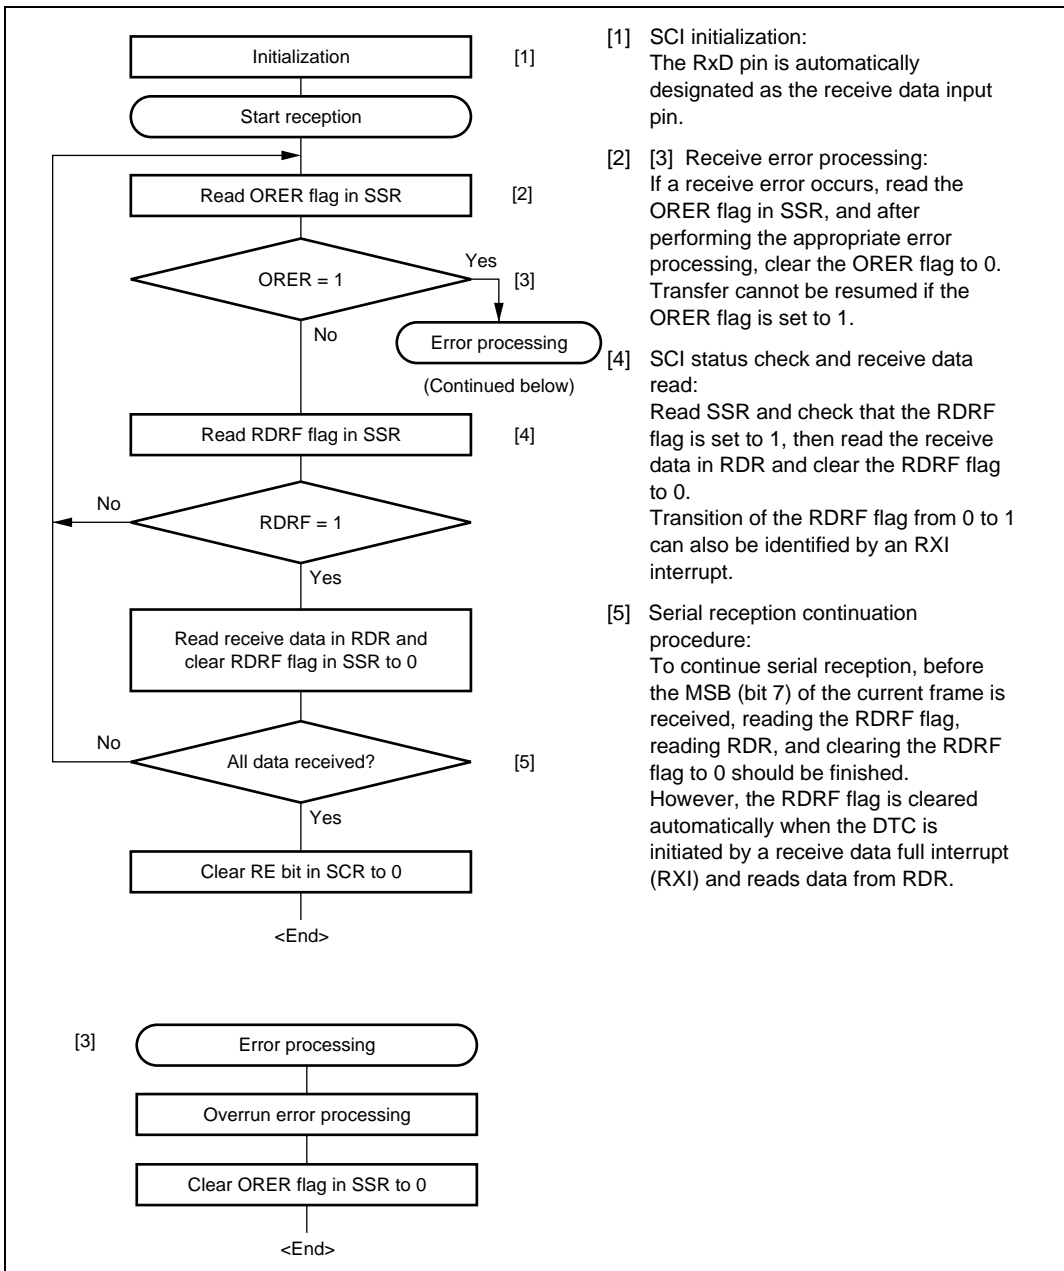 Initialization [1]
Start reception
Read ORER flag in SSR [2]
ORER = 1
Yes
[3]
No
Error processing
(Continued below)
Read RDRF flag in SSR [4]
No
RDRF = 1
Yes
Read receive data in RDR and
clear RDRF flag in SSR to 0
No
All data received?
[5]
Yes
Clear RE bit in SCR to 0
<End>
[3]
Error processing
Overrun error processing
Clear ORER flag in SSR to 0
<End>
[1] SCI initialization:
The RxD pin is automatically
designated as the receive data input
pin.
[2] [3] Receive error processing:
If a receive error occurs, read the
ORER flag in SSR, and after
performing the appropriate error
processing, clear the ORER flag to 0.
Transfer cannot be resumed if the
ORER flag is set to 1.
[4] SCI status check and receive data
read:
Read SSR and check that the RDRF
flag is set to 1, then read the receive
data in RDR and clear the RDRF flag
to 0.
Transition of the RDRF flag from 0 to 1
can also be identified by an RXI
interrupt.
[5] Serial reception continuation
procedure:
To continue serial reception, before
the MSB (bit 7) of the current frame is
received, reading the RDRF flag,
reading RDR, and clearing the RDRF
flag to 0 should be finished.
However, the RDRF flag is cleared
automatically when the DTC is
initiated by a receive data full interrupt
(RXI) and reads data from RDR.